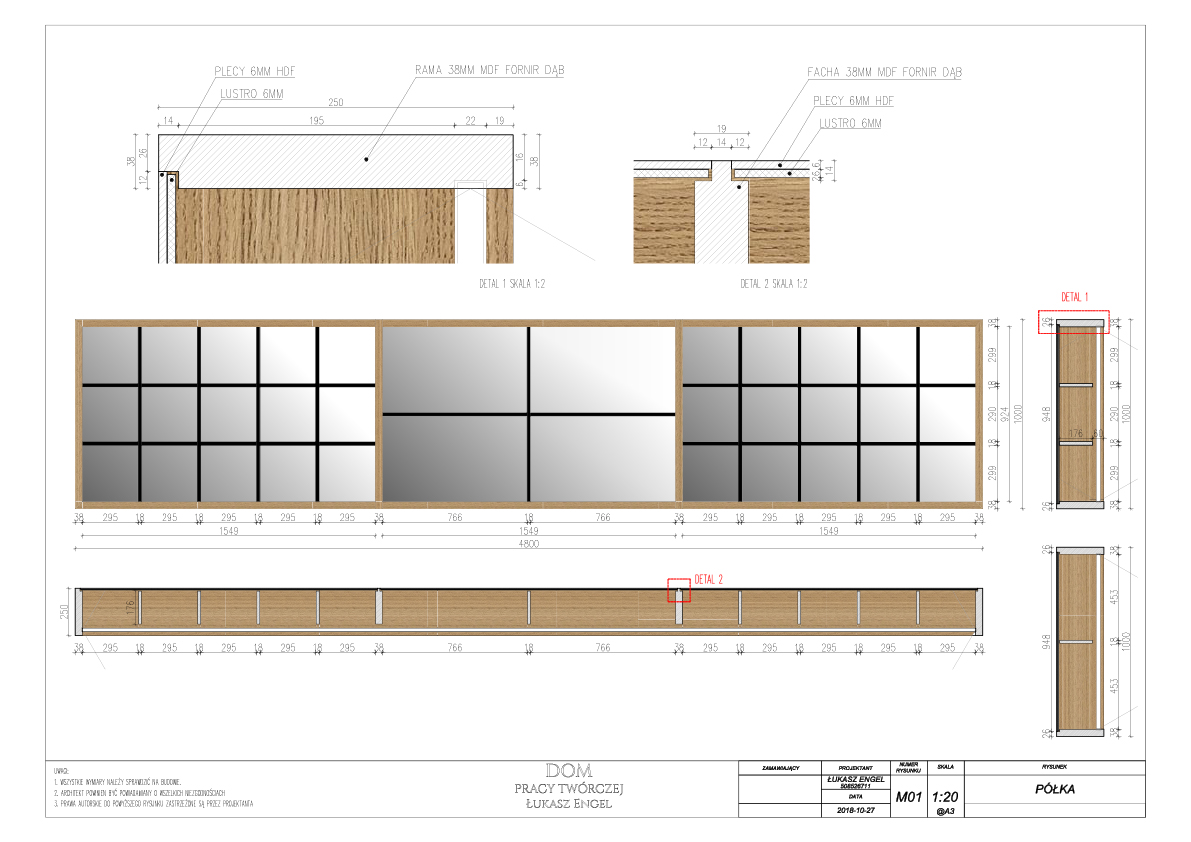 PLECY 6MM HDF
LUSTRO 6MM
RAMA 38MM MDF FORNIR DĄB
250
14 195 22 19
38 26 12
16 6 38
DETAL 1 SKALA 1:2
FACHA 38MM MDF FORNIR DĄB
PLECY 6MM HDF
LUSTRO 6MM
19
12 14 12
6 26 14
DETAL 2 SKALA 1:2
DETAL 1
38 299 18 290 18 299 38
924
1000
26 948 26
176 60
38 299 18 290 18 299 38
1000
38 295 18 295 18 295 18 295 18 295 38 766 18 766 38 295 18 295 18 295 18 295 18 295 38
1549 1549 1549
4800
DETAL 2
250
176
38 295 18 295 18 295 18 295 18 295 38 766 18 766 38 295 18 295 18 295 18 295 18 295 38
26 948 26
38 453 18 453 38
1000
UWAGI:
1. WSZYSTKIE WYMIARY NALEŻY SPRAWDZIĆ NA BUDOWIE.
2. ARCHITEKT POWINIEN BYĆ POWIADAMIANY O WSZELKICH NIEZGODNOŚCIACH
3. PRAWA AUTORSKIE DO POWYŻSZEGO RYSUNKU ZASTRZEŻONE SĄ PRZEZ PROJEKTANTA
DOM
PRACY TWÓRCZEJ
ŁUKASZ ENGEL
ZAMAWIAJĄCY
PROJEKTANT
ŁUKASZ ENGEL
508526711
DATA
2018-10-27
NUMER
RYSUNKU
M01
SKALA
1:20
@A3
RYSUNEK
PÓŁKA